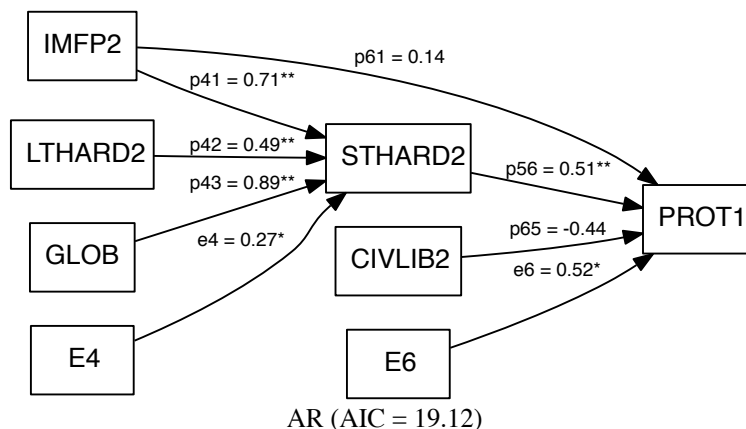 IMFP2
p61 = 0.14
p41 = 0.71**
LTHARD2
p42 = 0.49**
STHARD2
p56 = 0.51**
p43 = 0.89**
PROT1
GLOB
e4 = 0.27*
CIVLIB2
p65 = -0.44
e6 = 0.52*
E4
E6
AR (AIC = 19.12)